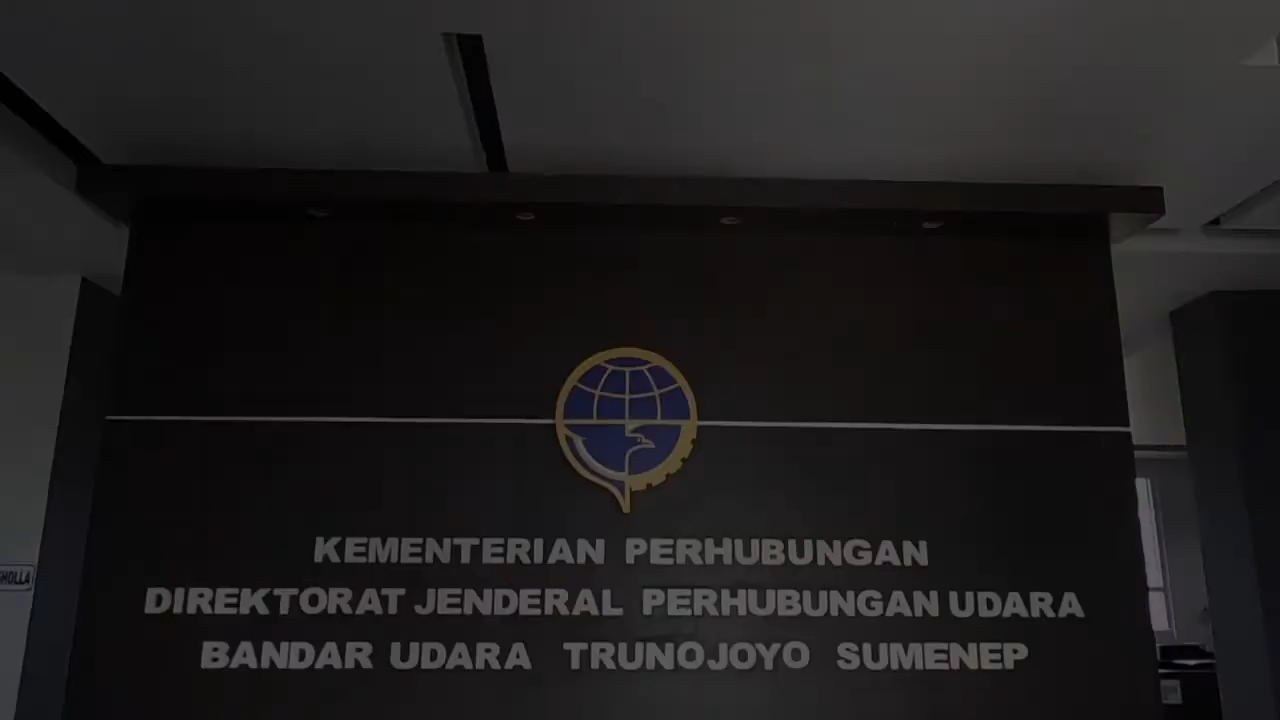 KEMENTERIAN PERHUBUNGAN
DIREKTORAT JENDERAL PERHUBUNGAN UDARA
BANDAR UDARA TRUNOJOYO SUMENEP